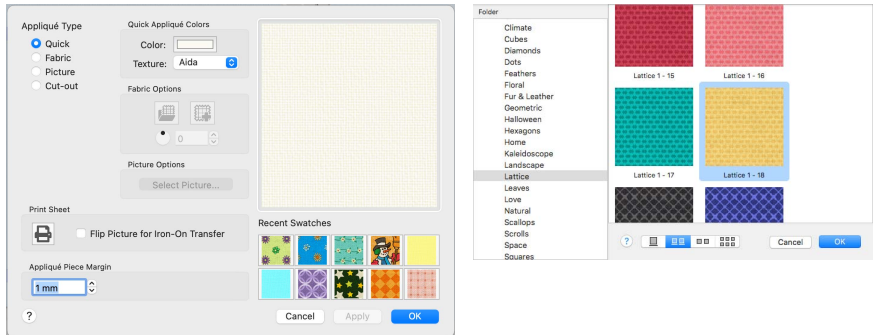 Appliqué Type
Quick
Fabric
Picture
Cut-out
Quick Appliqué Colors
Color:
Texture: Aida
Fabric Options
0
Picture Options
Select Picture...
Print Sheet
Flip Picture for Iron-On Transfer
Appliqué Piece Margin
1 mm
Recent Swatches
?
Cancel Apply OK
Folder
Climate
Cubes
Diamonds
Dots
Feathers
Floral
Fur & Leather
Geometric
Halloween
Hexagons
Home
Kaleidoscope
Landscape
Lattice
Leaves
Love
Natural
Scallops
Scrolls
Space
Squares
Lattice 1 - 15 Lattice 1 - 16
Lattice 1 - 17 Lattice 1 - 18
? Cancel OK